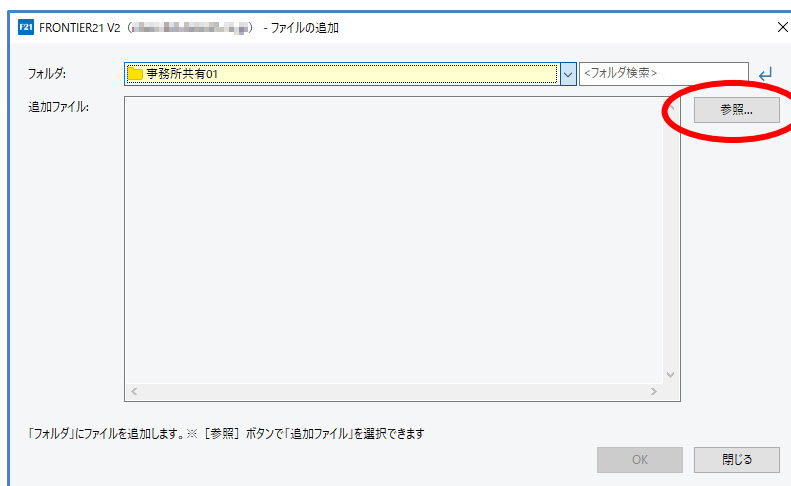 F21 FRONTIER21 V2 ( ) - ファイルの追加
フォルダ: 事務所共有01 <フォルダ検索>
追加ファイル: 参照...
「フォルダ」にファイルを追加します。※［参照］ボタンで「追加ファイル」を選択できます
OK 閉じる